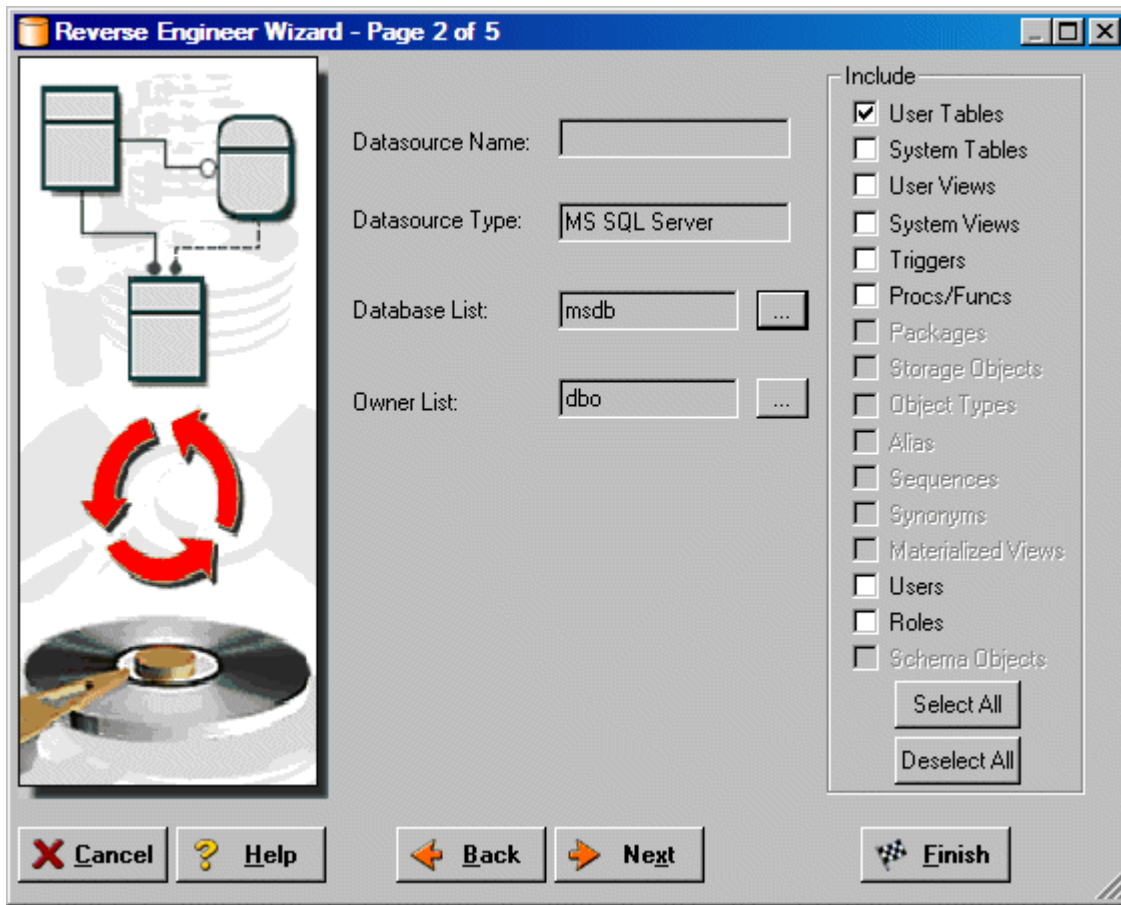 Reverse Engineer Wizard - Page 2 of 5
Datasource Name:
Datasource Type: MS SQL Server
Database List: msdb ...
Owner List: dbo ...
Include
User Tables
System Tables
User Views
System Views
Triggers
Procs/Funcs
Packages
Storage Objects
Object Types
Alias
Sequences
Synonyms
Materialized Views
Users
Roles
Schema Objects
Select All
Deselect All
Cancel ? Help Back Next Finish